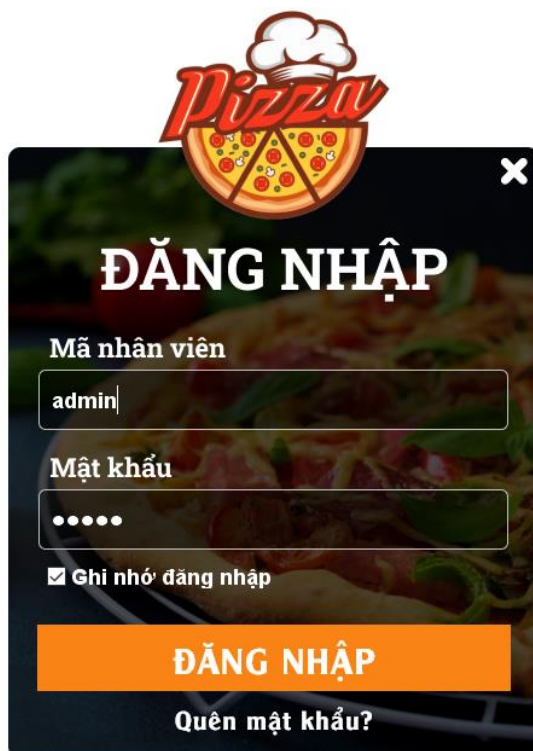 Pizza
ĐĂNG NHẬP
Mã nhân viên
admin
Mật khẩu
•••••
Ghi nhớ đăng nhập
ĐĂNG NHẬP
Quên mật khẩu?